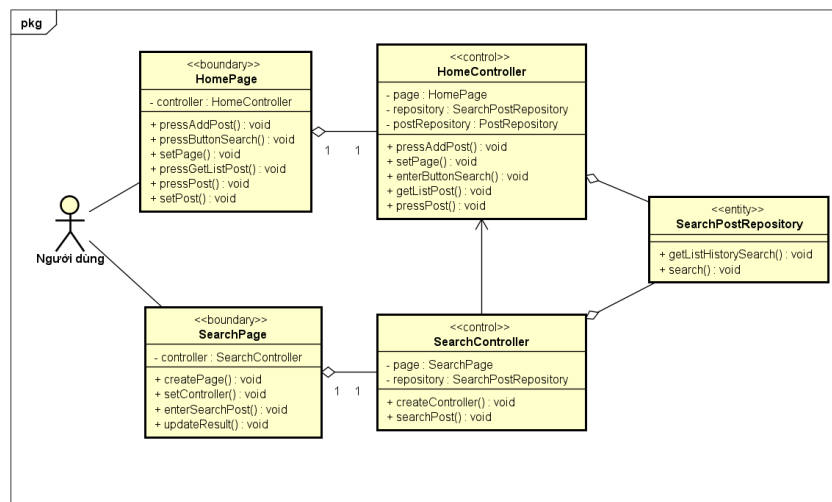 pkg
<<boundary>>
HomePage
- controller : HomeController
+ pressAddPost() : void
+ pressButtonSearch() : void
+ setPage() : void
+ pressGetListPost() : void
+ pressPost() : void
+ setPost() : void
1
1
<<control>>
HomeController
- page : HomePage
- repository : SearchPostRepository
- postRepository : PostRepository
+ pressAddPost() : void
+ setPage() : void
+ enterButtonSearch() : void
+ getListPost() : void
+ pressPost() : void
<<entity>>
SearchPostRepository
+ getListHistorySearch() : void
+ search() : void
Người dùng
<<boundary>>
SearchPage
- controller : SearchController
+ createPage() : void
+ setController() : void
+ enterSearchPost() : void
+ updateResult() : void
1
1
<<control>>
SearchController
- page : SearchPage
- repository : SearchPostRepository
+ createController() : void
+ searchPost() : void